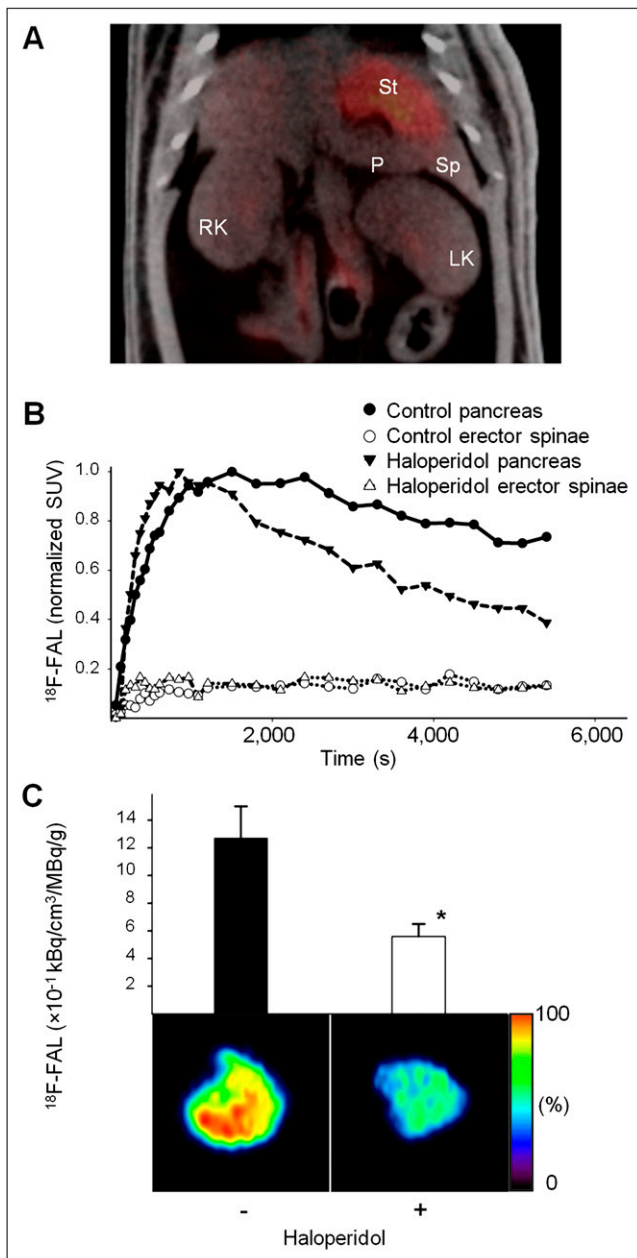 A
St
P
Sp
RK
LK
B
Control pancreas
Control erector spinae
Haloperidol pancreas
Haloperidol erector spinae
¹⁸F-FAL (normalized SUV)
1.0
0.8
0.6
0.4
0.2
2,000
4,000
6,000
Time (s)
C
¹⁸F-FAL (×10⁻¹ kBq/cm³/MBq/g)
14
12
10
8
6
4
2
*
100
(%)
0
- +
Haloperidol